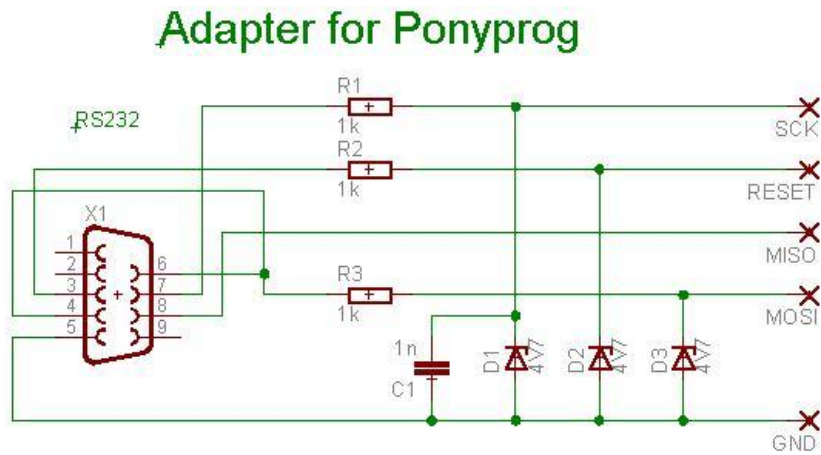 Adapter for Ponyprog
RS232
R1
1k
SCK
R2
1k
RESET
X1
MISO
1
2
3
4
5
6
7
8
9
R3
1k
MOSI
1n
C1
D1
4V7
D2
4V7
D3
4V7
GND